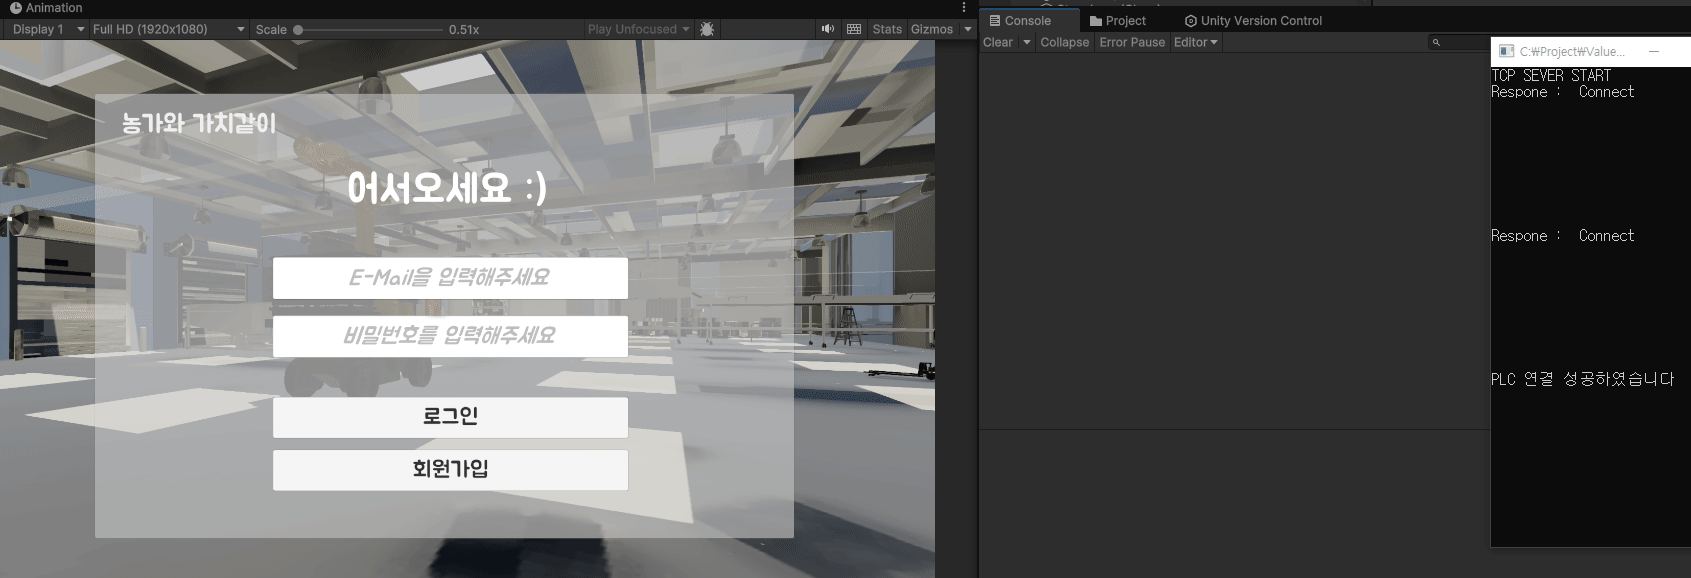 Animation
Display 1 Full HD (1920x1080) Scale 0.51x Play Unfocused Stats Gizmos
농가와 가치같이
어서오세요 :)
E-Mail을 입력해주세요
비밀번호를 입력해주세요
로그인
회원가입
Console Project Unity Version Control
Clear Collapse Error Pause Editor
C:₩Project₩Value...
TCP SEVER START
Respone : Connect
Respone : Connect
PLC 연결 성공하였습니다